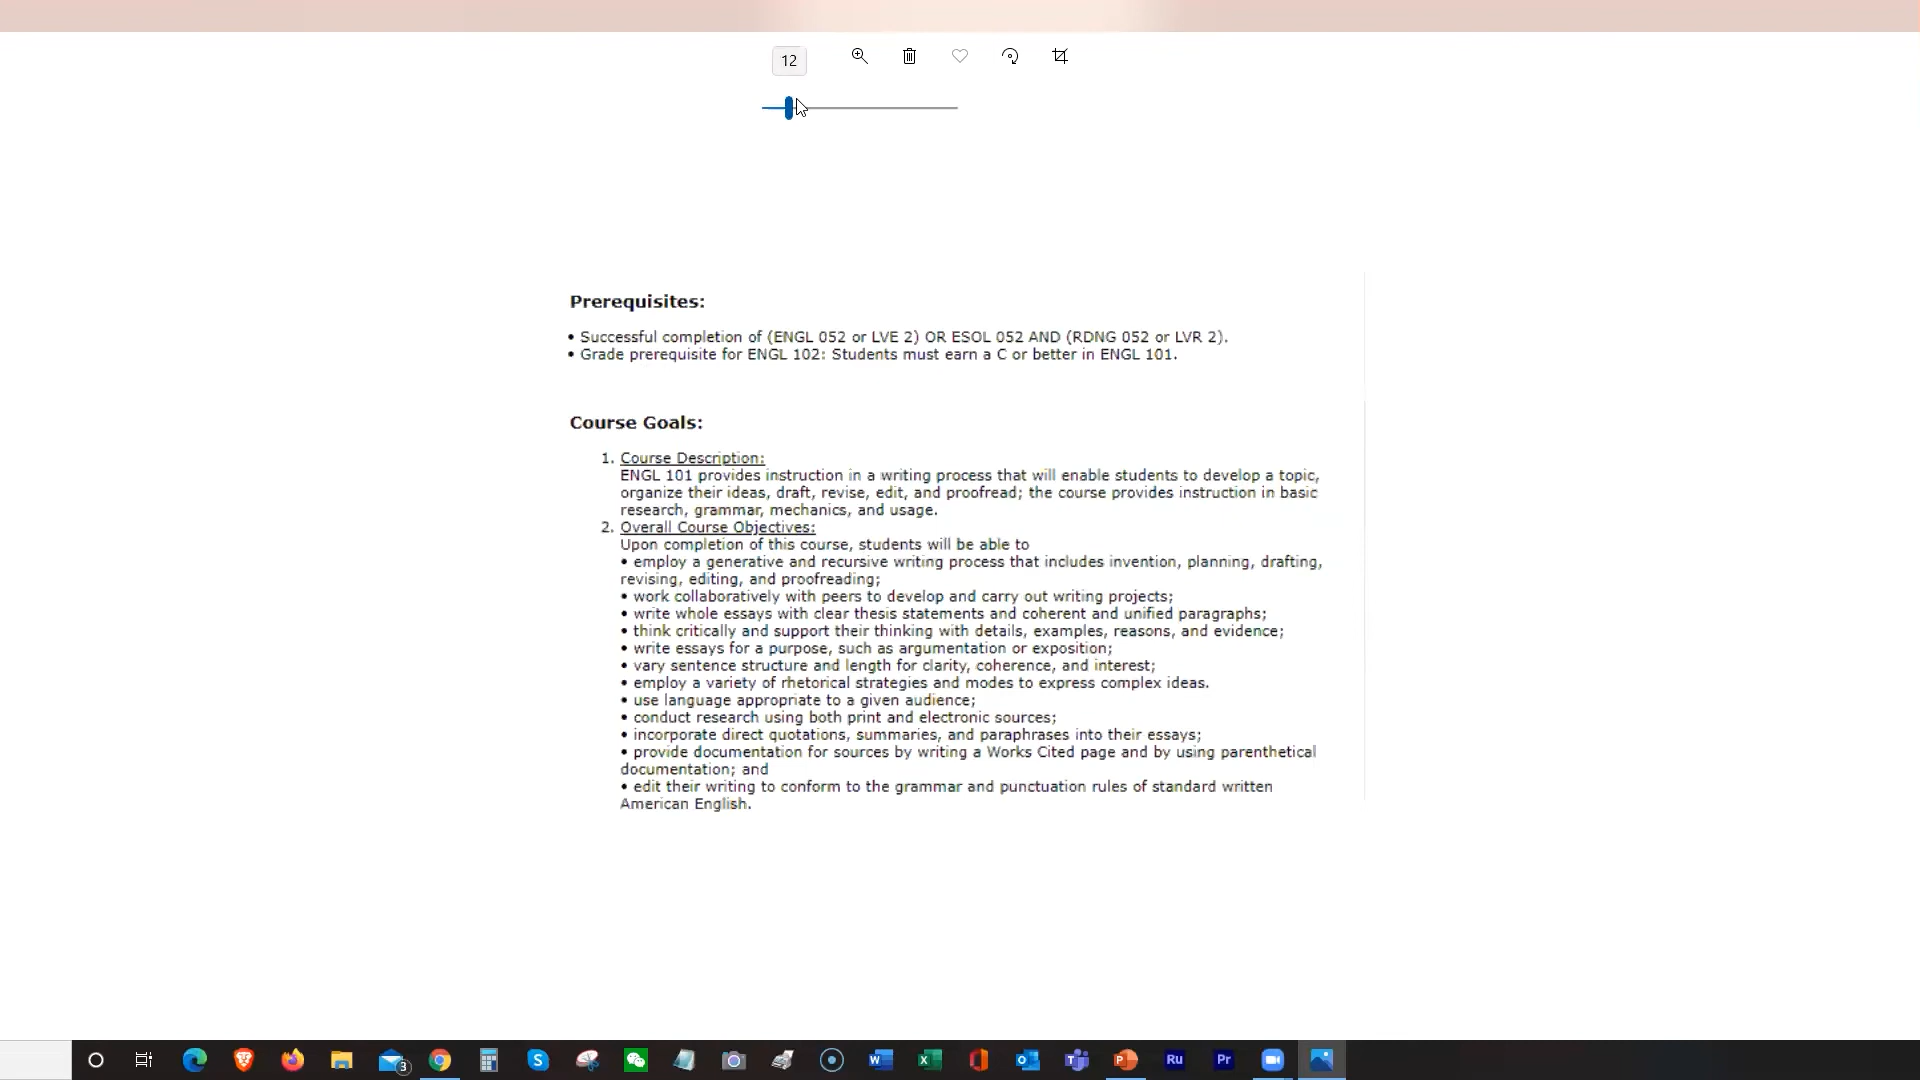 12
Prerequisites:
• Successful completion of (ENGL 052 or LVE 2) OR ESOL 052 AND (RDNG 052 or LVR 2).
• Grade prerequisite for ENGL 102: Students must earn a C or better in ENGL 101.
Course Goals:
1. Course Description:
ENGL 101 provides instruction in a writing process that will enable students to develop a topic,
organize their ideas, draft, revise, edit, and proofread; the course provides instruction in basic
research, grammar, mechanics, and usage.
2. Overall Course Objectives:
Upon completion of this course, students will be able to
• employ a generative and recursive writing process that includes invention, planning, drafting,
revising, editing, and proofreading;
• work collaboratively with peers to develop and carry out writing projects;
• write whole essays with clear thesis statements and coherent and unified paragraphs;
• think critically and support their thinking with details, examples, reasons, and evidence;
• write essays for a purpose, such as argumentation or exposition;
• vary sentence structure and length for clarity, coherence, and interest;
• employ a variety of rhetorical strategies and modes to express complex ideas.
• use language appropriate to a given audience;
• conduct research using both print and electronic sources;
• incorporate direct quotations, summaries, and paraphrases into their essays;
• provide documentation for sources by writing a Works Cited page and by using parenthetical
documentation; and
• edit their writing to conform to the grammar and punctuation rules of standard written
American English.
3
Ru
Pr